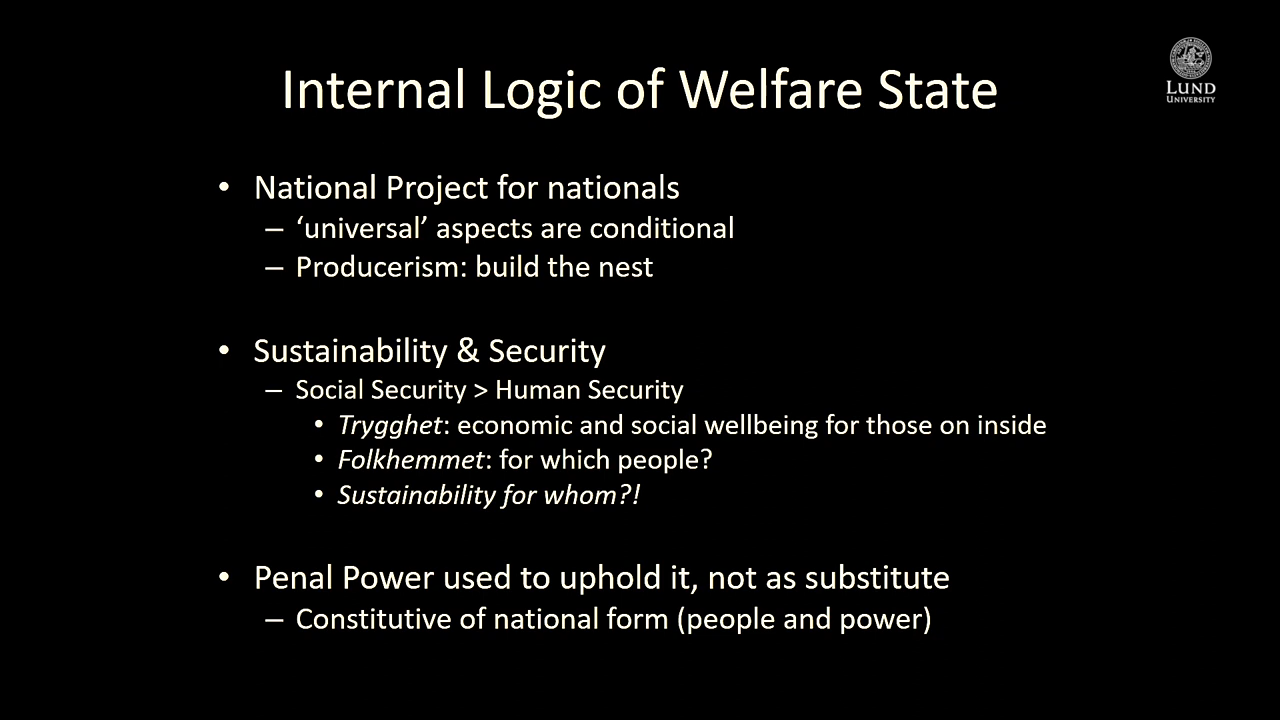 Internal Logic of Welfare State
LUND
UNIVERSITY
• National Project for nationals
– ‘universal’ aspects are conditional
– Producerism: build the nest
• Sustainability & Security
– Social Security > Human Security
• Trygghet: economic and social wellbeing for those on inside
• Folkhemmet: for which people?
• Sustainability for whom?!
• Penal Power used to uphold it, not as substitute
– Constitutive of national form (people and power)